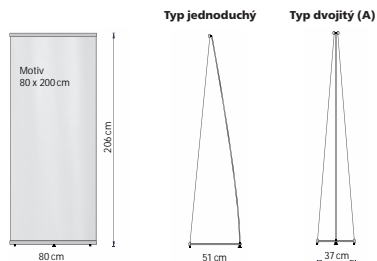 Typ jednoduchý
Typ dvojitý (A)
Motiv
80 x 200 cm
206 cm
80 cm
51 cm
37 cm